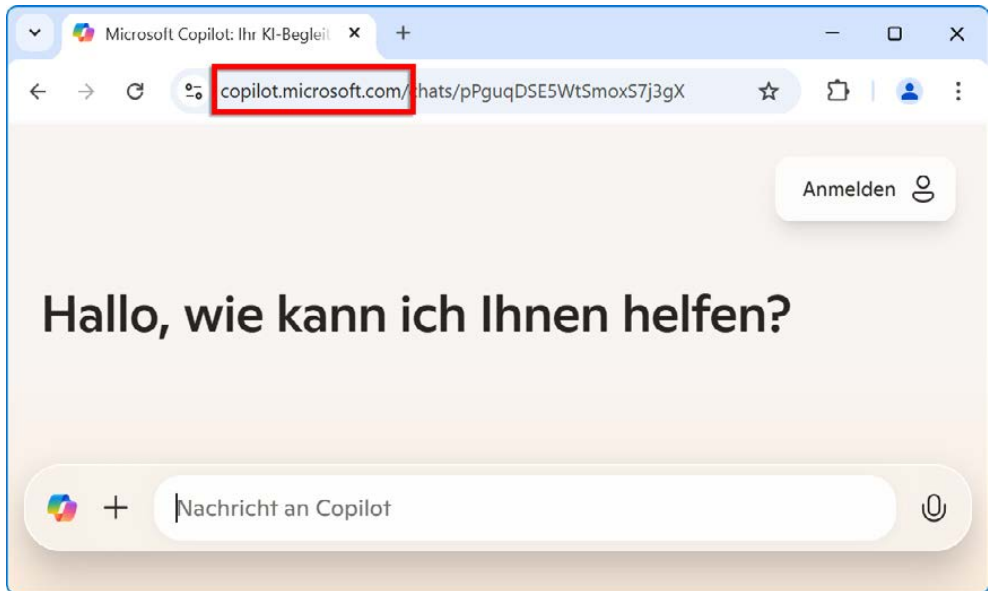 Microsoft Copilot: Ihr KI-Begleit
copilot.microsoft.com/chats/pPguqDSE5WtSmoxS7j3gX
Anmelden
Hallo, wie kann ich Ihnen helfen?
Nachricht an Copilot